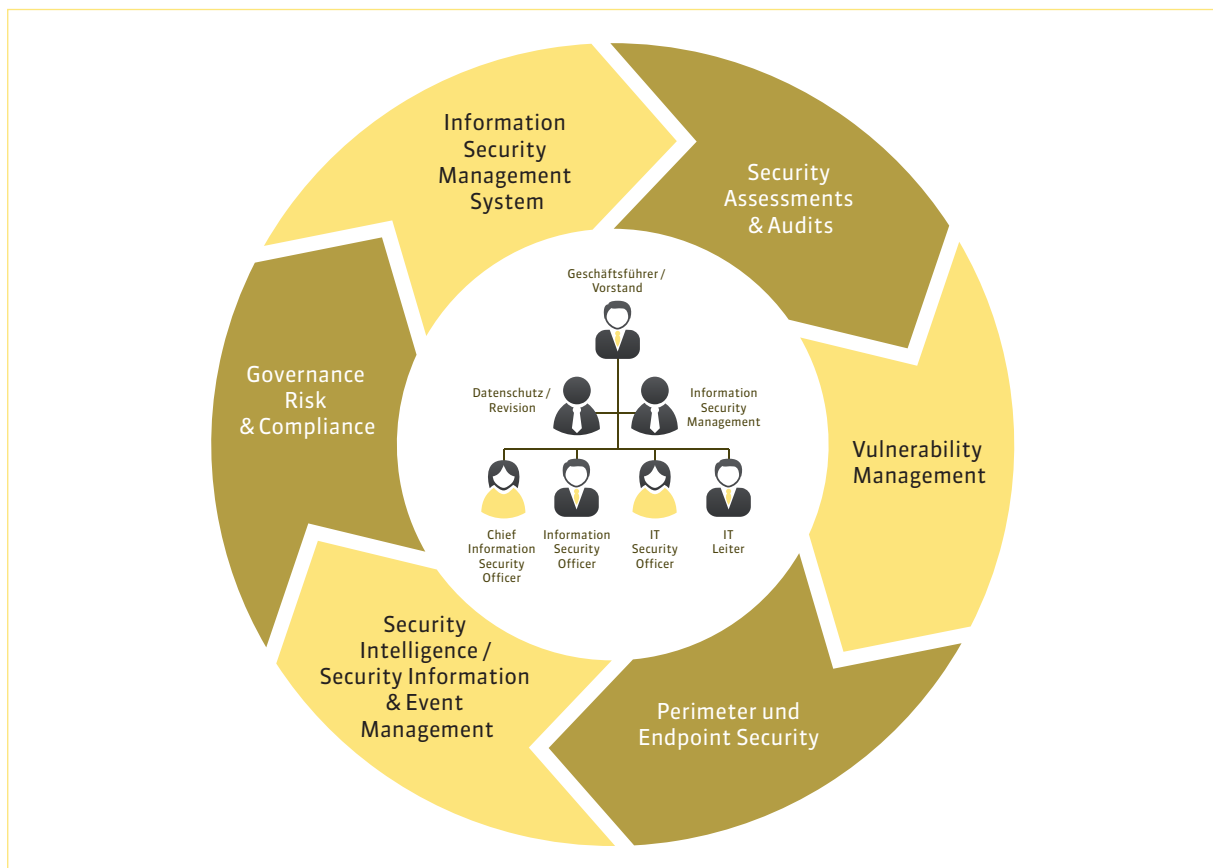 Information
Security
Management
System
Security
Assessments
& Audits
Vulnerability
Management
Perimeter und
Endpoint Security
Security
Intelligence /
Security Information
& Event
Management
Governance
Risk
& Compliance
Geschäftsführer /
Vorstand
Datenschutz /
Revision
Information
Security
Management
Chief
Information
Security
Officer
Information
Security
Officer
IT
Security
Officer
IT
Leiter